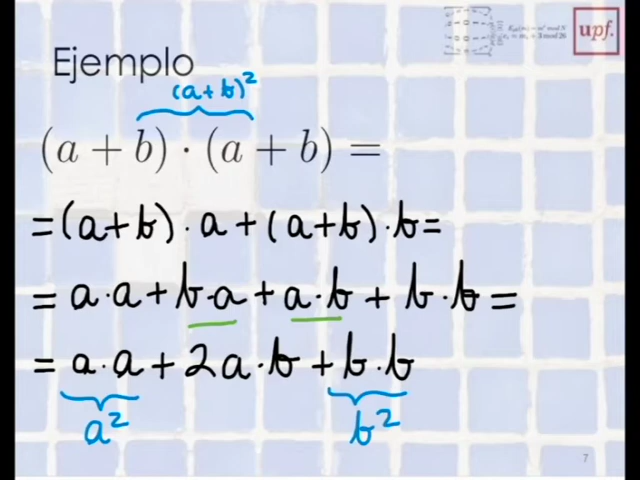 upf.
Ejemplo
(a+b)²
(a + b) · (a + b) =
=(a+b)·a+(a+b)·b=
= a·a+b·a+a·b+b·b=
= a·a+2a·b+b·b
a² b²
7